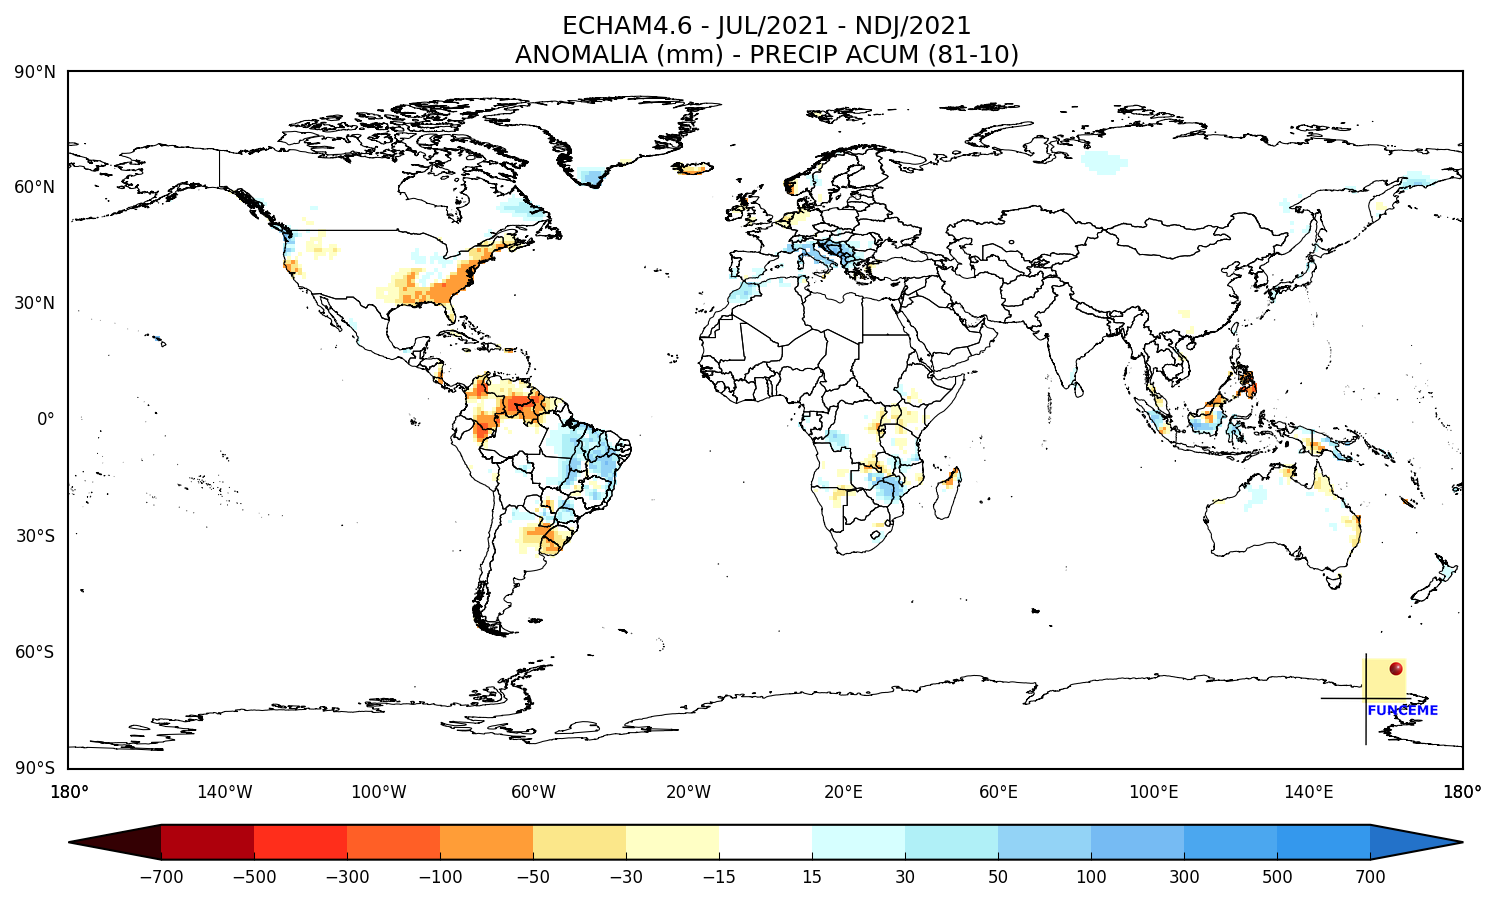 ECHAM4.6 - JUL/2021 - NDJ/2021
ANOMALIA (mm) - PRECIP ACUM (81-10)
90°N
60°N
30°N
0°
30°S
60°S
90°S
FUNCEME
180° 140°W 100°W 60°W 20°W 20°E 60°E 100°E 140°E 180°
−700 −500 −300 −100 −50 −30 −15 15 30 50 100 300 500 700